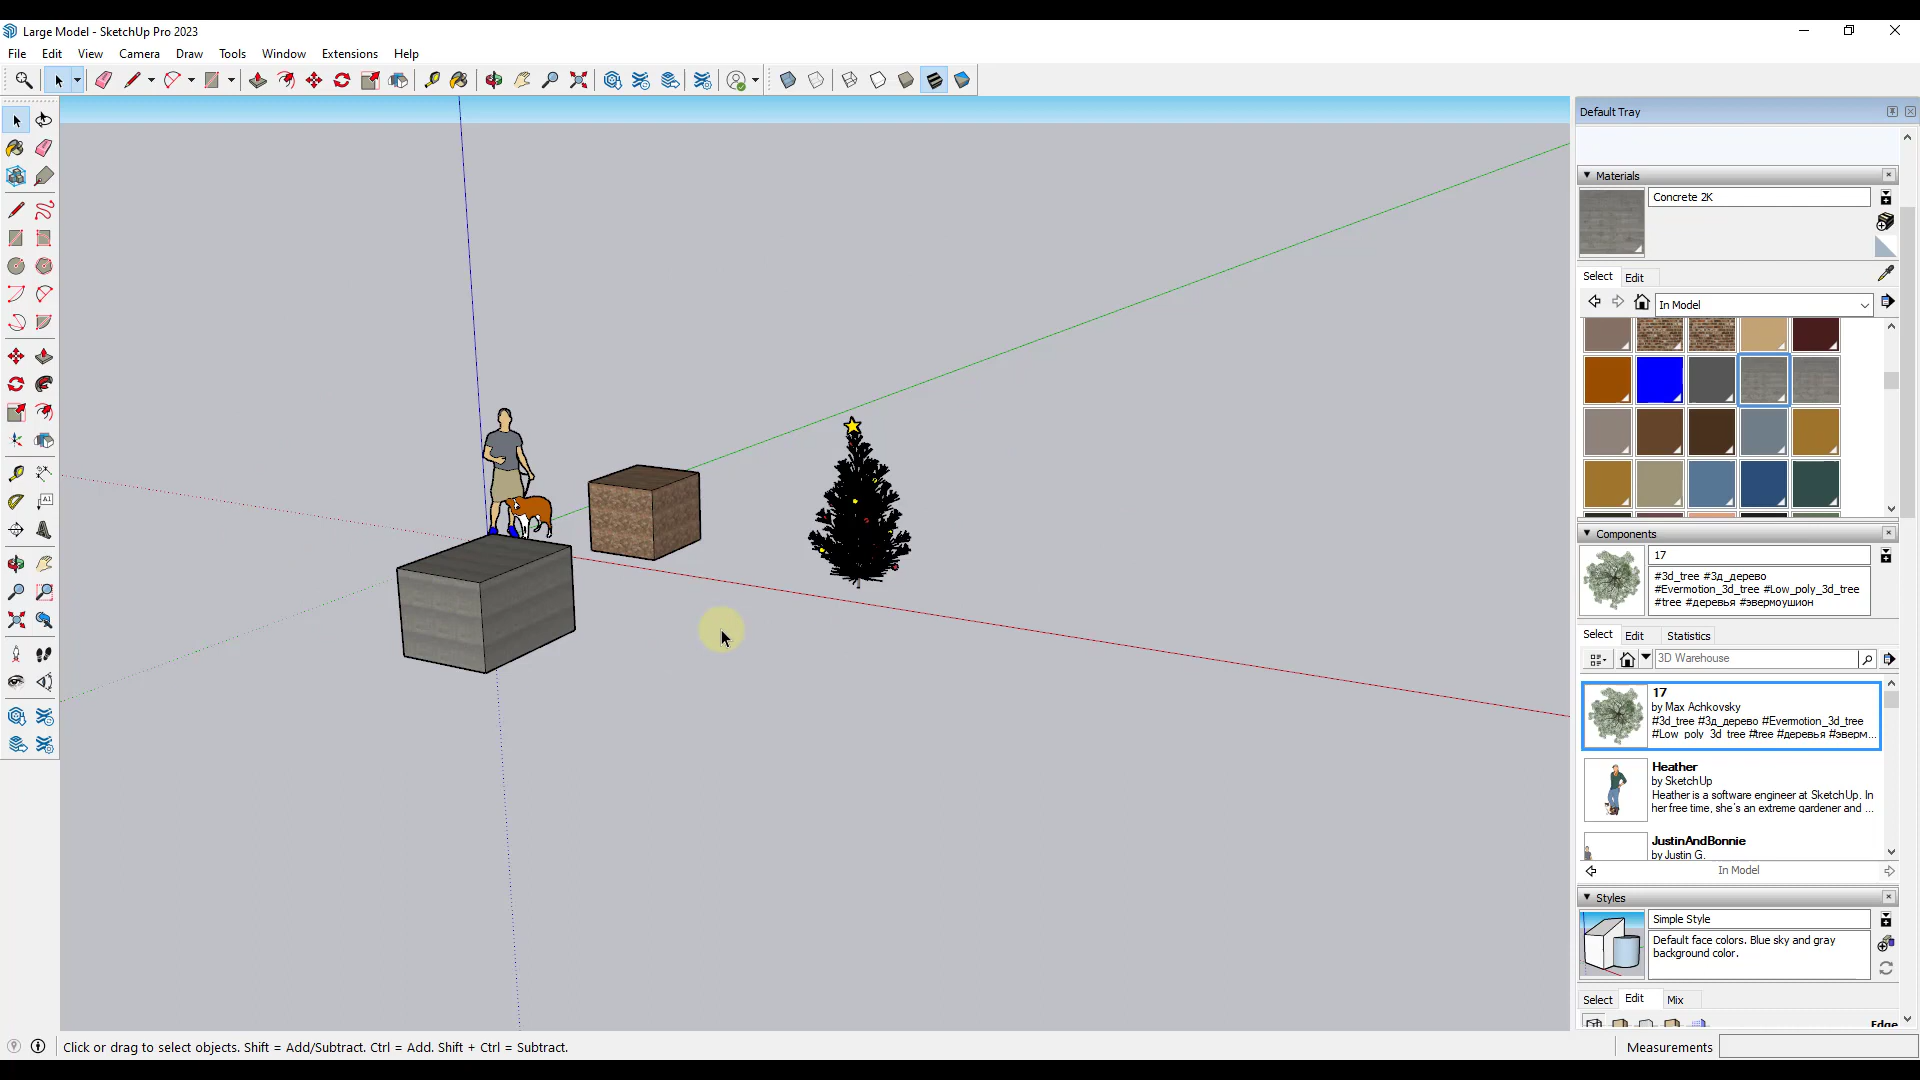 Large Model - SketchUp Pro 2023
File Edit View Camera Draw Tools Window Extensions Help
Default Tray
Materials
Concrete 2K
Select Edit
In Model
Components
17
#3d_tree #3д_дерево
#Evermotion_3d_tree #Low_poly_3d_tree
#tree #деревья #эвермоушион
Select Edit Statistics
3D Warehouse
17
by Max Achkovsky
#3d_tree #3д_дерево #Evermotion_3d_tree
#Low_poly_3d_tree #tree #деревья #эверм...
Heather
by SketchUp
Heather is a software engineer at SketchUp. In
her free time, she's an extreme gardener and ...
JustinAndBonnie
by Justin G.
In Model
Styles
Simple Style
Default face colors. Blue sky and gray
background color.
Select Edit Mix
Edge
Click or drag to select objects. Shift = Add/Subtract. Ctrl = Add. Shift + Ctrl = Subtract.
Measurements